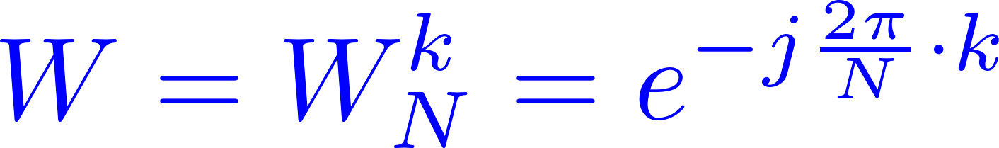 W = W_N^k = e^{-j \frac{2\pi}{N} \cdot k}